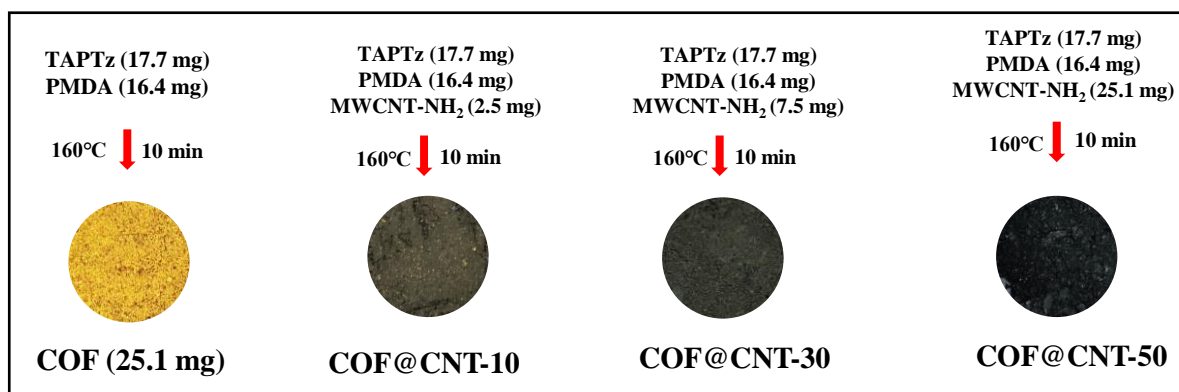 TAPTz (17.7 mg)
PMDA (16.4 mg)
160℃ 10 min
COF (25.1 mg)
TAPTz (17.7 mg)
PMDA (16.4 mg)
MWCNT-NH₂ (2.5 mg)
160℃ 10 min
COF@CNT-10
TAPTz (17.7 mg)
PMDA (16.4 mg)
MWCNT-NH₂ (7.5 mg)
160℃ 10 min
COF@CNT-30
TAPTz (17.7 mg)
PMDA (16.4 mg)
MWCNT-NH₂ (25.1 mg)
160℃ 10 min
COF@CNT-50